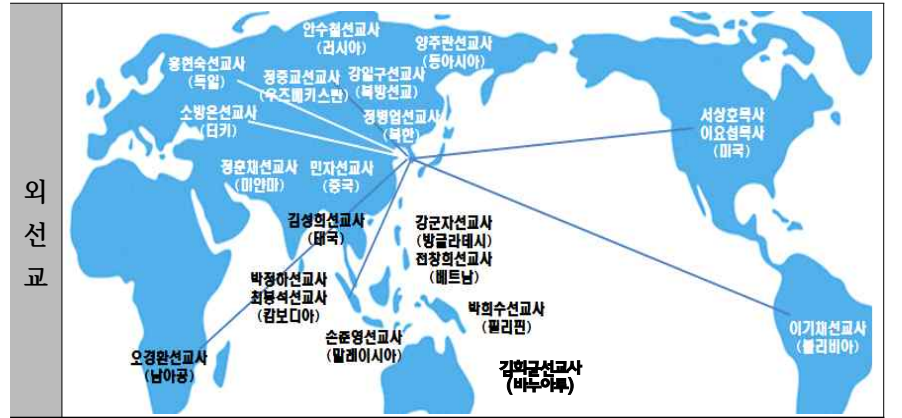 외
선
교
안수철선교사
(러시아)
양주란선교사
(동아시아)
홍현숙선교사
(독일)
정중교선교사
(우즈베키스탄)
강일구선교사
(북방선교)
소방온선교사
(터키)
정병업선교사
(북한)
서상호목사
이요섭목사
(미국)
정훈채선교사
(미얀마)
민자선교사
(중국)
김성희선교사
(태국)
강군자선교사
(방글라데시)
전창희선교사
(베트남)
박정하선교사
최봉석선교사
(캄보디아)
박희수선교사
(필리핀)
손준영선교사
(말레이시아)
이기채선교사
(볼리비아)
오경환선교사
(남아공)
김희균선교사
(바누아투)